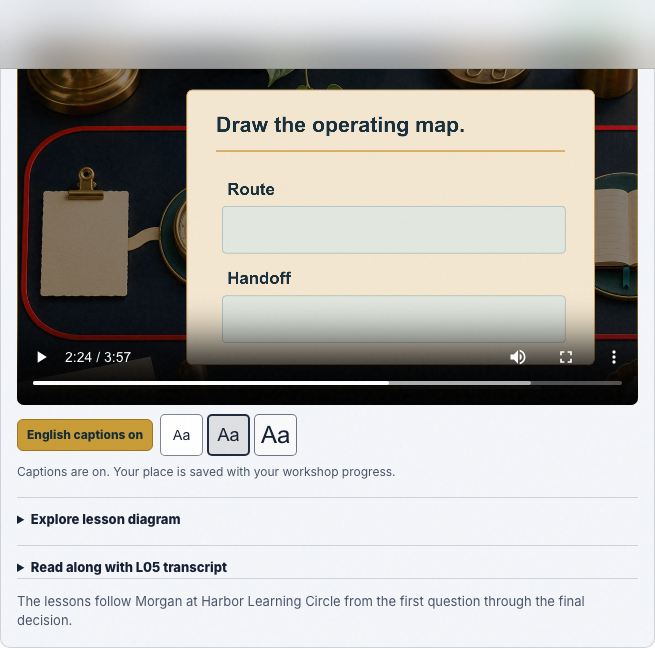 Draw the operating map.
Route
Handoff
2:24 / 3:57
English captions on
Aa
Aa
Aa
Captions are on. Your place is saved with your workshop progress.
Explore lesson diagram
Read along with L05 transcript
The lessons follow Morgan at Harbor Learning Circle from the first question through the final
decision.